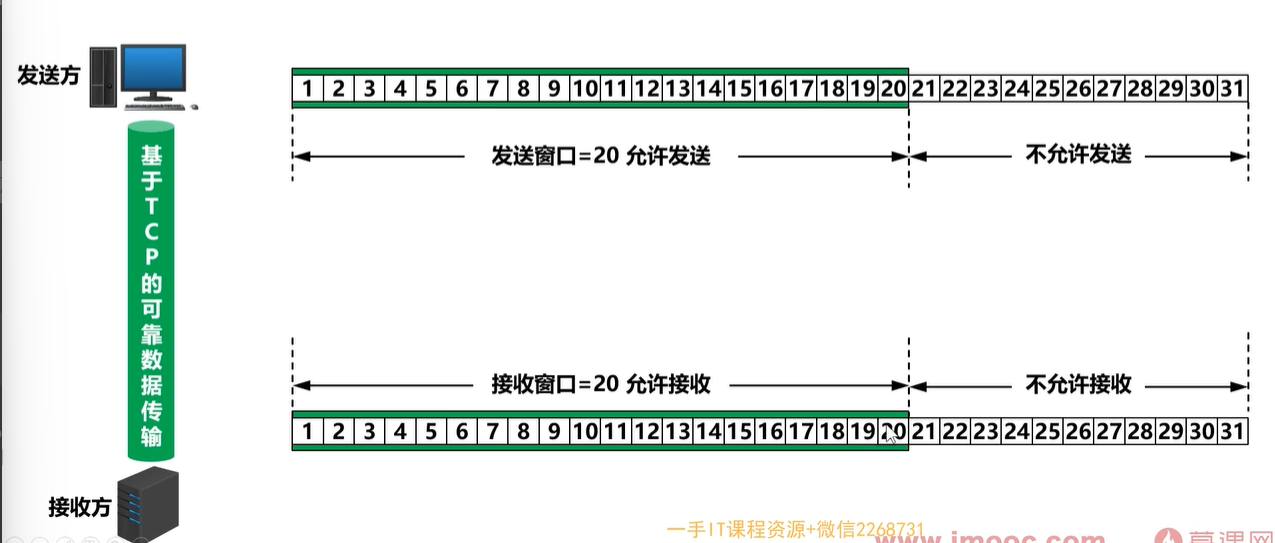 发送方
1 2 3 4 5 6 7 8 9 10 11 12 13 14 15 16 17 18 19 20 21 22 23 24 25 26 27 28 29 30 31
发送窗口=20 允许发送
不允许发送
基于TCP的可靠数据传输
接收窗口=20 允许接收
不允许接收
1 2 3 4 5 6 7 8 9 10 11 12 13 14 15 16 17 18 19 20 21 22 23 24 25 26 27 28 29 30 31
接收方
一手IT课程资源+微信2268731
www.imooc.com
慕课网